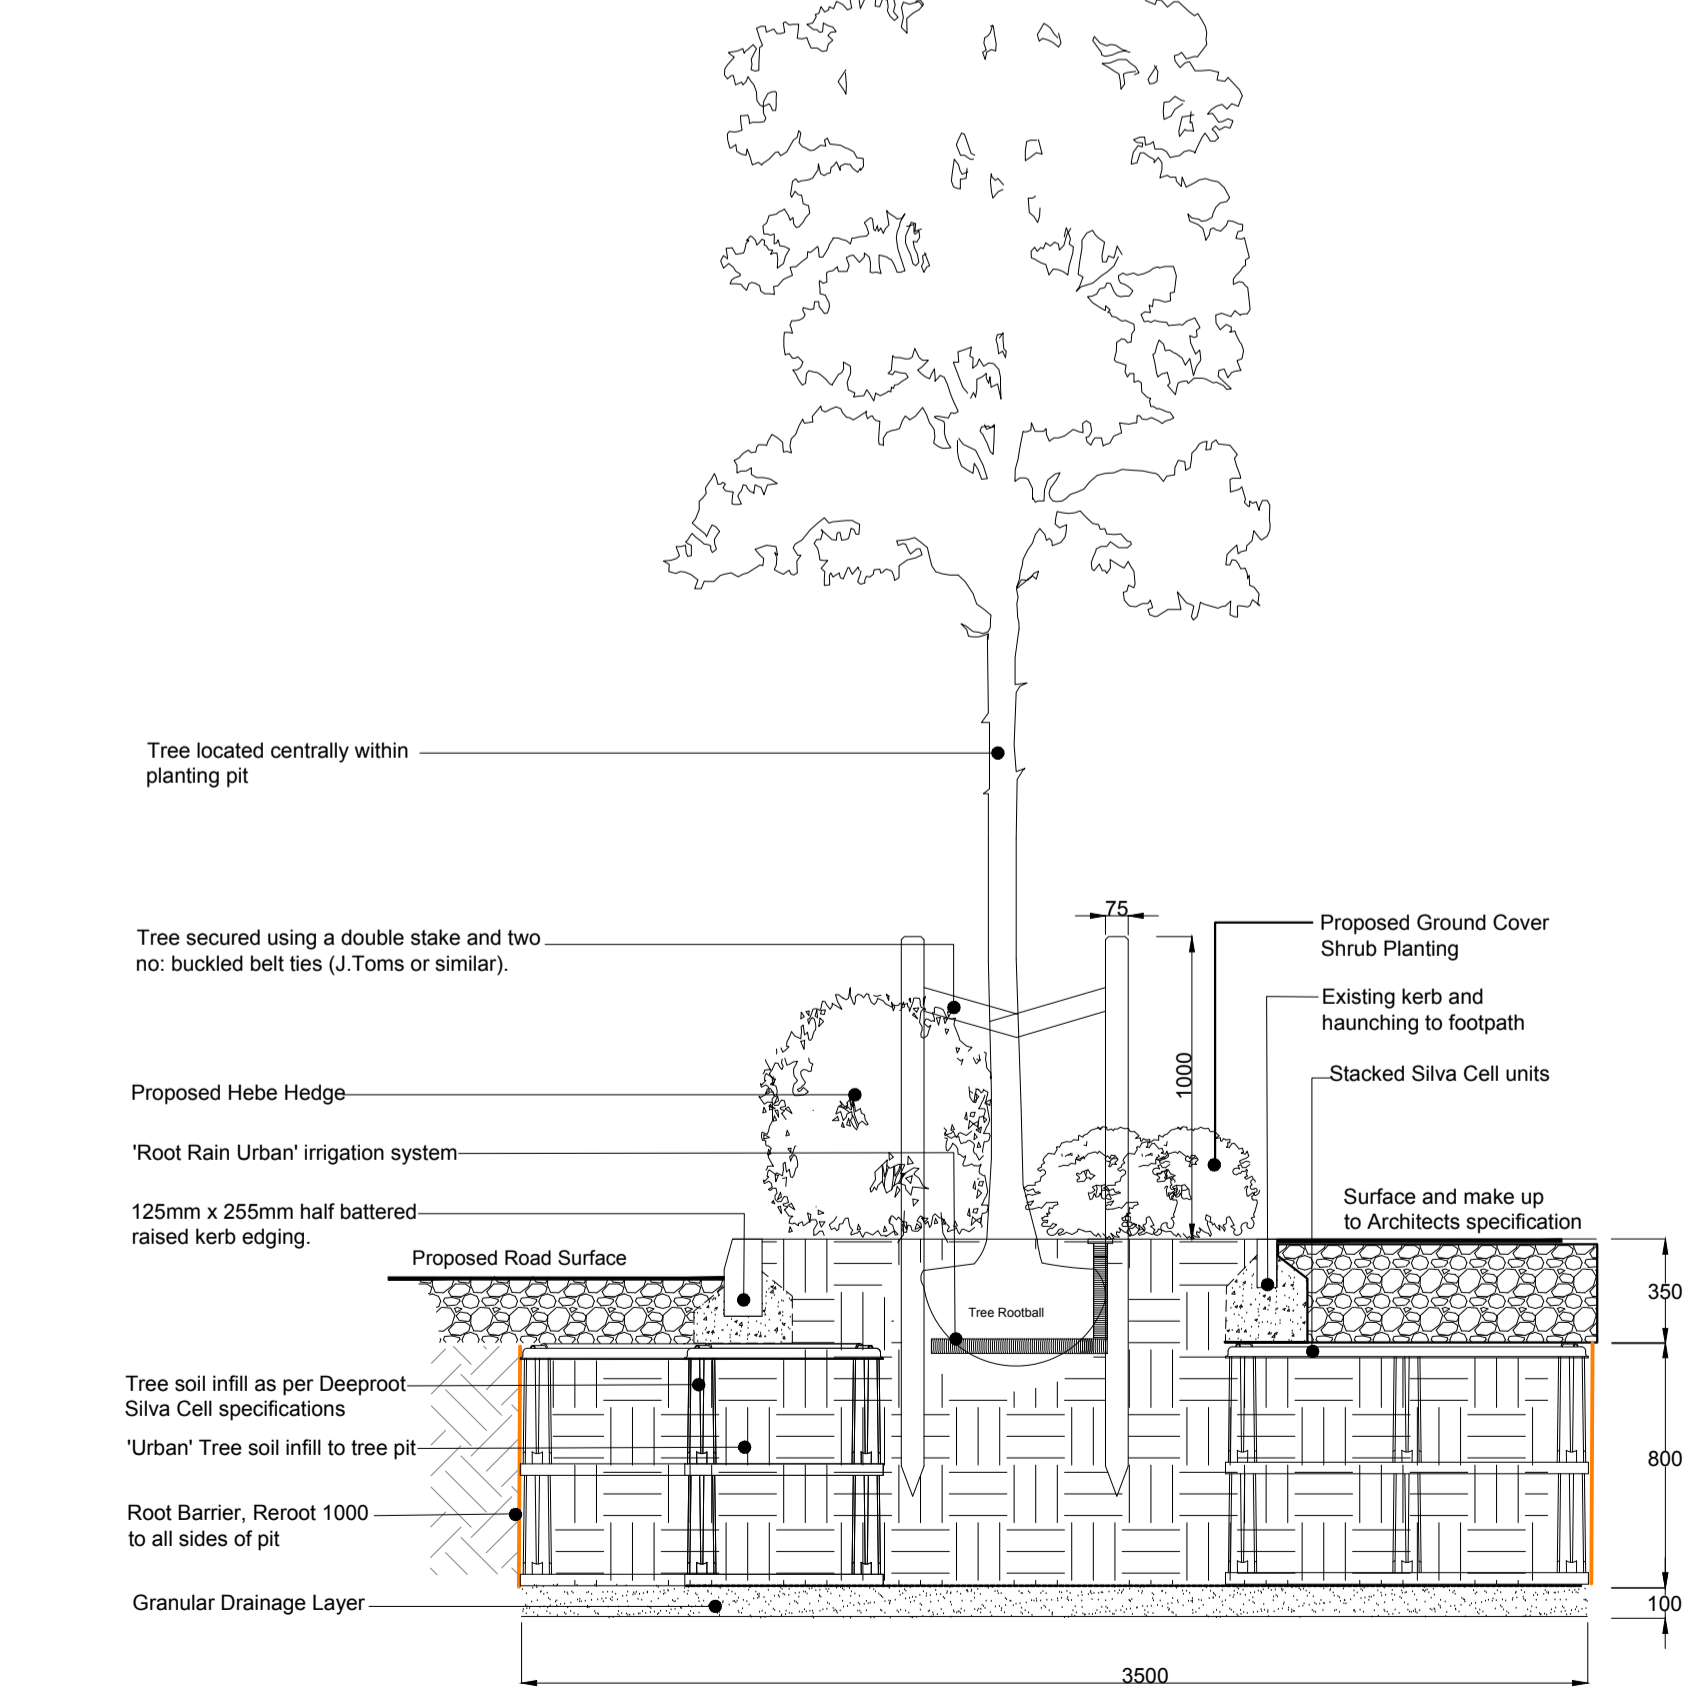 Tree located centrally within
planting pit
75
Proposed Ground Cover
Shrub Planting
Tree secured using a double stake and two
no: buckled belt ties (J.Toms or similar).
Existing kerb and
haunching to footpath
1000
Stacked Silva Cell units
Proposed Hebe Hedge
'Root Rain Urban' irrigation system
Surface and make up
to Architects specification
125mm x 255mm half battered
raised kerb edging.
Proposed Road Surface
350
Tree Rootball
Tree soil infill as per Deeproot
Silva Cell specifications
'Urban' Tree soil infill to tree pit
800
Root Barrier, Reroot 1000
to all sides of pit
Granular Drainage Layer
100
3500